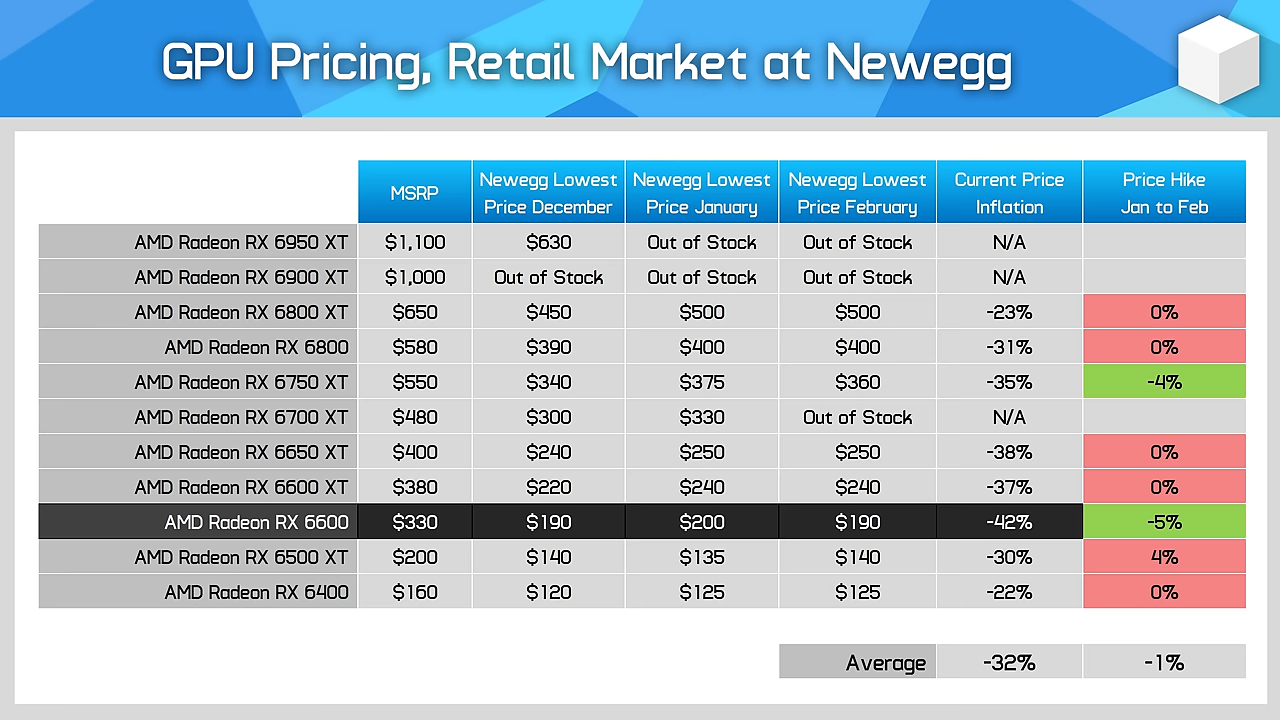 GPU Pricing, Retail Market at Newegg
MSRP
Newegg Lowest
Price December
Newegg Lowest
Price January
Newegg Lowest
Price February
Current Price
Inflation
Price Hike
Jan to Feb
AMD Radeon RX 6950 XT $1,100 $630 Out of Stock Out of Stock N/A
AMD Radeon RX 6900 XT $1,000 Out of Stock Out of Stock Out of Stock N/A
AMD Radeon RX 6800 XT $650 $450 $500 $500 -23% 0%
AMD Radeon RX 6800 $580 $390 $400 $400 -31% 0%
AMD Radeon RX 6750 XT $550 $340 $375 $360 -35% -4%
AMD Radeon RX 6700 XT $480 $300 $330 Out of Stock N/A
AMD Radeon RX 6650 XT $400 $240 $250 $250 -38% 0%
AMD Radeon RX 6600 XT $380 $220 $240 $240 -37% 0%
AMD Radeon RX 6600 $330 $190 $200 $190 -42% -5%
AMD Radeon RX 6500 XT $200 $140 $135 $140 -30% 4%
AMD Radeon RX 6400 $160 $120 $125 $125 -22% 0%
Average -32% -1%